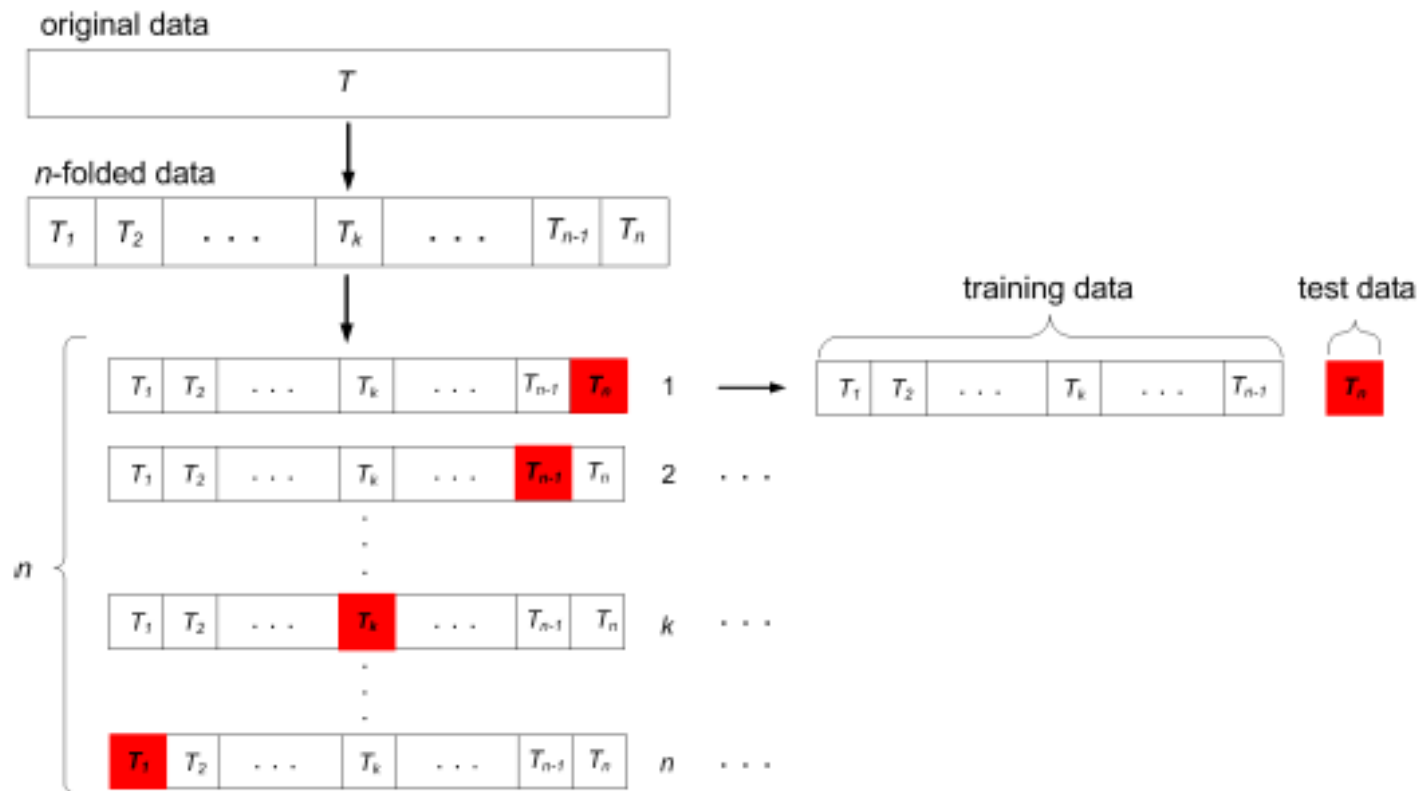 original data
T
n-folded data
T1 T2 . . . Tk . . . Tn-1 Tn
training data test data
T1 T2 . . . Tk . . . Tn-1 Tn 1 T1 T2 . . . Tk . . . Tn-1 Tn
T1 T2 . . . Tk . . . Tn-1 Tn 2 . . .
n
T1 T2 . . . Tk . . . Tn-1 Tn k . . .
T1 T2 . . . Tk . . . Tn-1 Tn n . . .